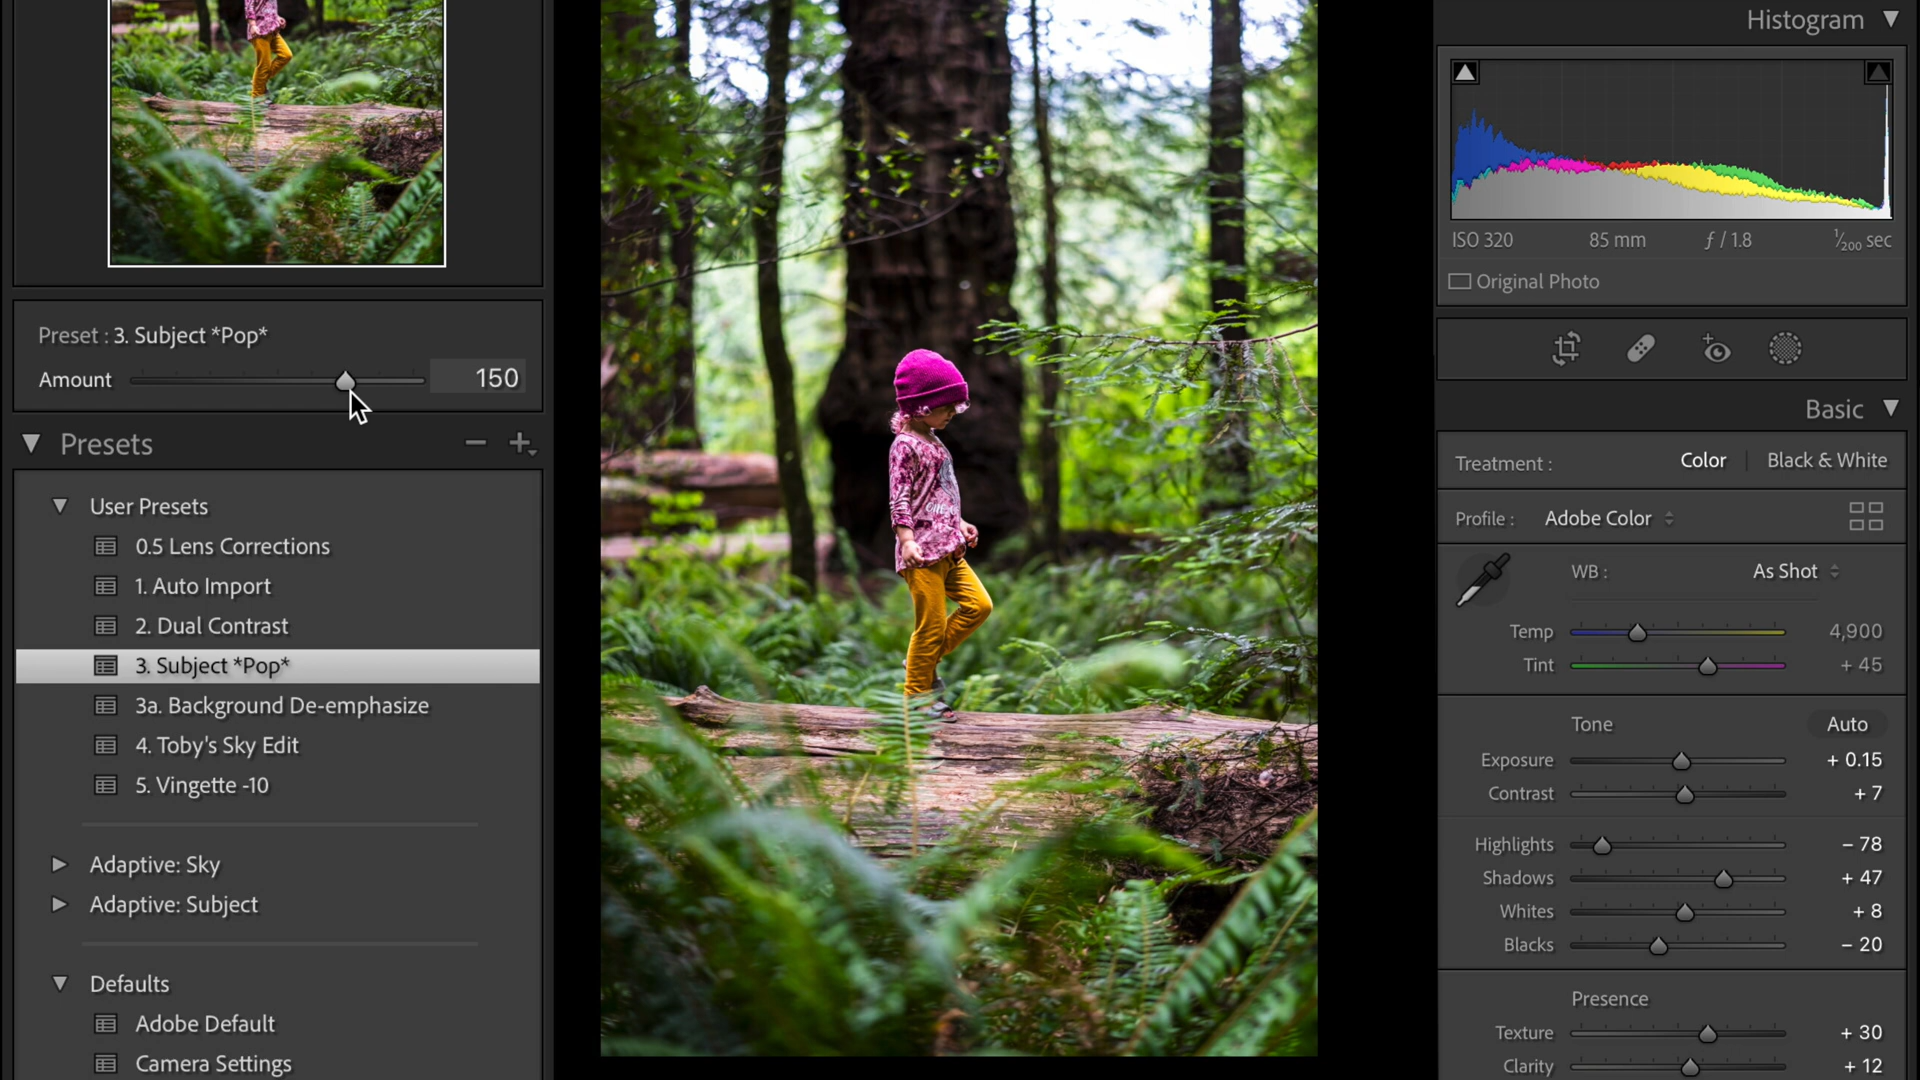 Preset : 3. Subject *Pop*
Amount 150
Presets
User Presets
0.5 Lens Corrections
1. Auto Import
2. Dual Contrast
3. Subject *Pop*
3a. Background De-emphasize
4. Toby's Sky Edit
5. Vingette -10
Adaptive: Sky
Adaptive: Subject
Defaults
Adobe Default
Camera Settings
Histogram
ISO 320 85 mm ƒ / 1.8 1/200 sec
Original Photo
Basic
Treatment : Color Black & White
Profile : Adobe Color
WB : As Shot
Temp 4,900
Tint + 45
Tone Auto
Exposure + 0.15
Contrast + 7
Highlights − 78
Shadows + 47
Whites + 8
Blacks − 20
Presence
Texture + 30
Clarity + 12